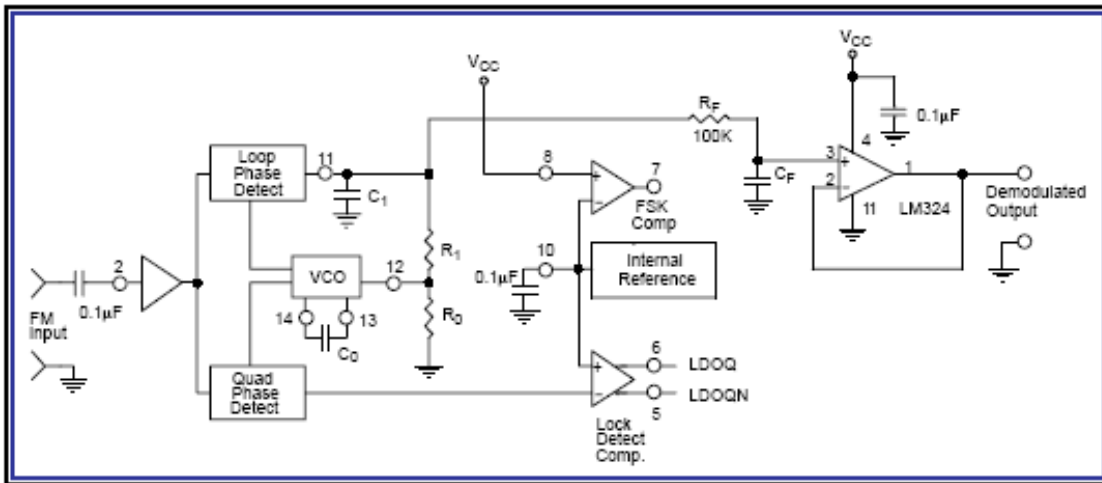 VCC
VCC
RF
100K
0.1μF
4
3
2
1
11
LM324
CF
Demodulated
Output
Loop
Phase
Detect
11
C1
8
7
FSK
Comp
R1
10
0.1μF
Internal
Reference
2
0.1μF
FM
Input
VCO
12
14
13
C0
R0
Quad
Phase
Detect
6
LDOQ
LDOQN
5
Lock
Detect
Comp.